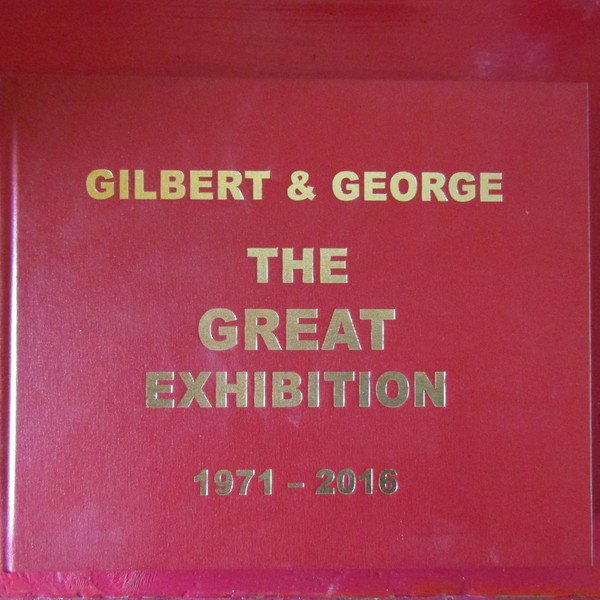 GILBERT & GEORGE
THE
GREAT
EXHIBITION
1971 – 2016